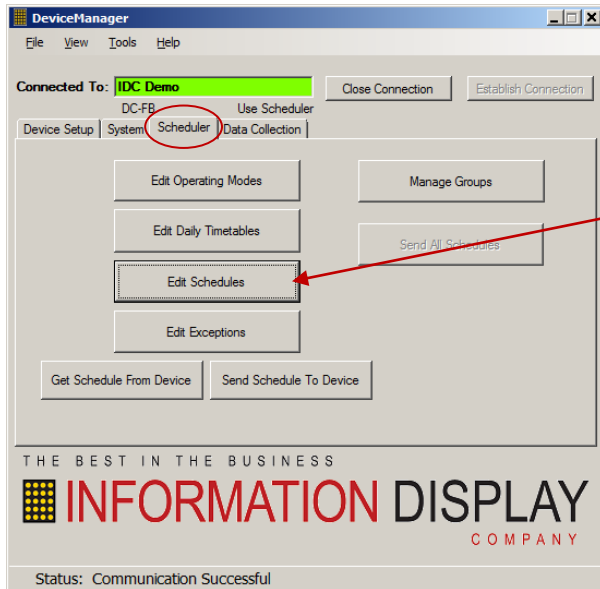 DeviceManager
File View Tools Help
Connected To: IDC Demo Close Connection Establish Connection
DC-FB Use Scheduler
Device Setup System Scheduler Data Collection
Edit Operating Modes Manage Groups
Edit Daily Timetables Send All Schedules
Edit Schedules
Edit Exceptions
Get Schedule From Device Send Schedule To Device
THE BEST IN THE BUSINESS
INFORMATION DISPLAY
COMPANY
Status: Communication Successful